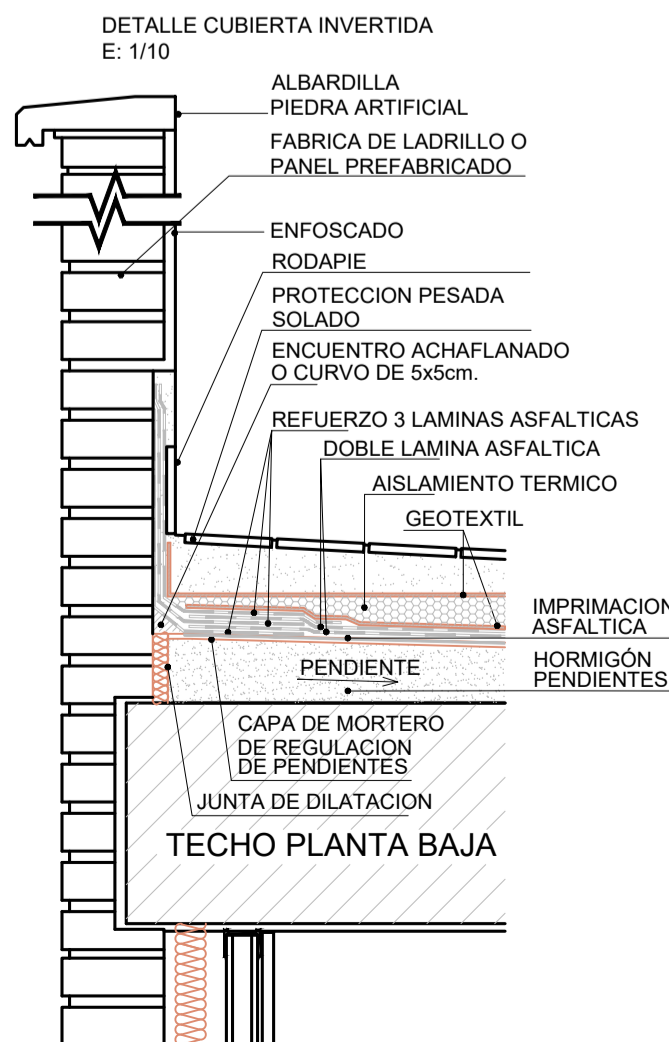 DETALLE CUBIERTA INVERTIDA
E: 1/10
ALBARDILLA
PIEDRA ARTIFICIAL
FABRICA DE LADRILLO O
PANEL PREFABRICADO
ENFOSCADO
RODAPIE
PROTECCION PESADA
SOLADO
ENCUENTRO ACHAFLANADO
O CURVO DE 5x5cm.
REFUERZO 3 LAMINAS ASFALTICAS
DOBLE LAMINA ASFALTICA
AISLAMIENTO TERMICO
GEOTEXTIL
IMPRIMACION
ASFALTICA
HORMIGÓN
PENDIENTES
PENDIENTE
CAPA DE MORTERO
DE REGULACION
DE PENDIENTES
JUNTA DE DILATACION
TECHO PLANTA BAJA